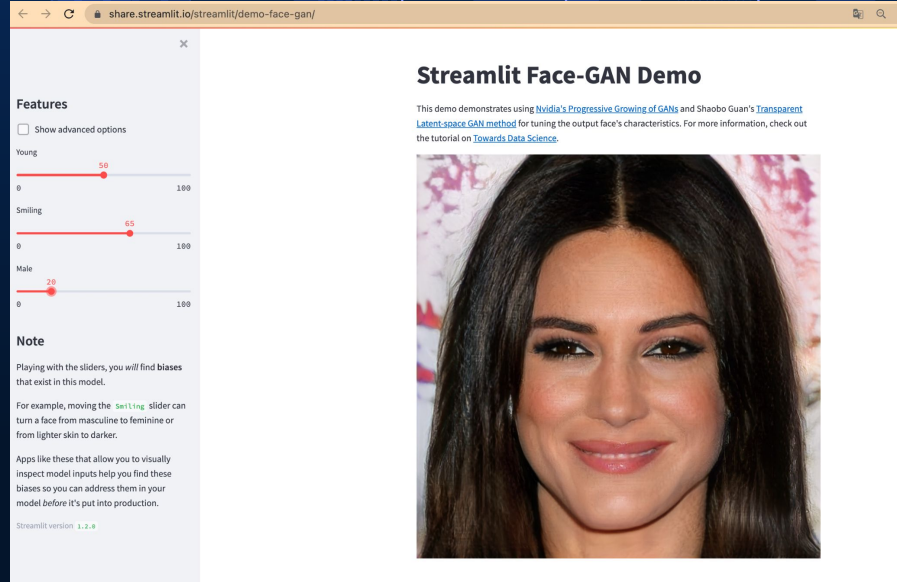 share.streamlit.io/streamlit/demo-face-gan/
Features
Show advanced options
Young
50
0 100
Smiling
65
0 100
Male
20
0 100
Note
Playing with the sliders, you will find biases
that exist in this model.
For example, moving the Smiling slider can
turn a face from masculine to feminine or
from lighter skin to darker.
Apps like these that allow you to visually
inspect model inputs help you find these
biases so you can address them in your
model before it's put into production.
Streamlit version 1.2.0
Streamlit Face-GAN Demo
This demo demonstrates using Nvidia's Progressive Growing of GANs and Shaobo Guan's Transparent
Latent-space GAN method for tuning the output face's characteristics. For more information, check out
the tutorial on Towards Data Science.